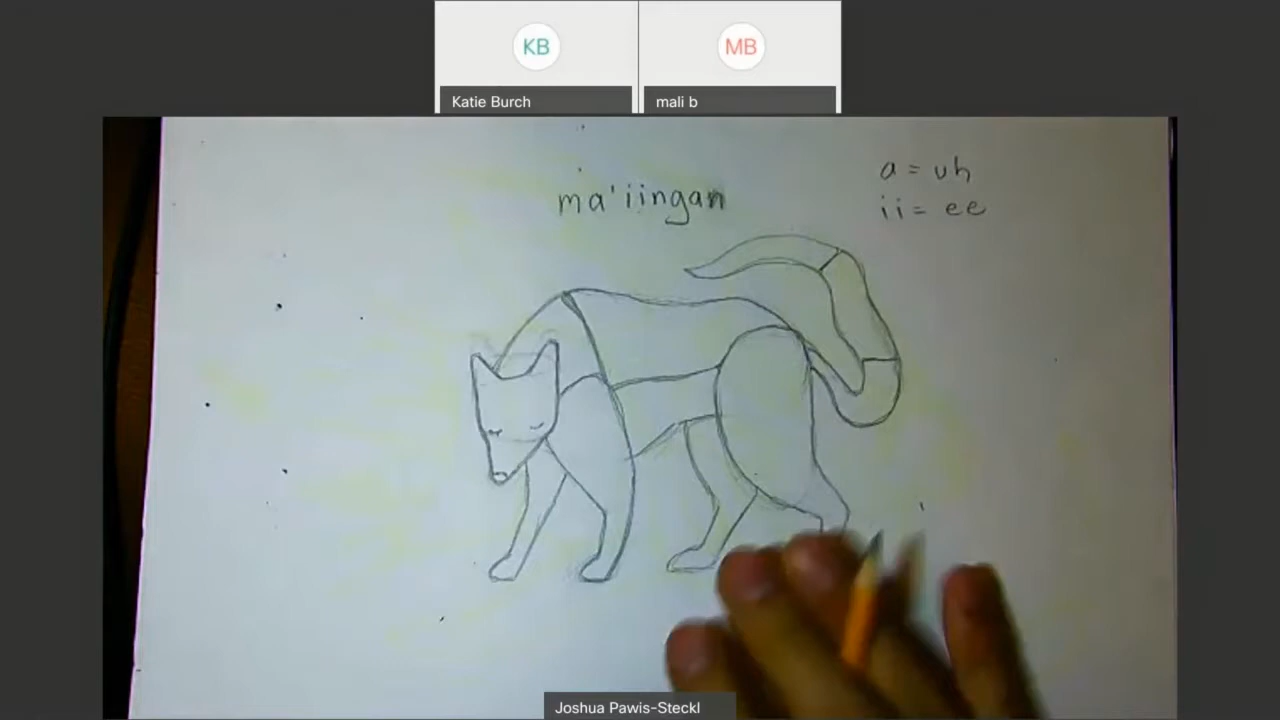 KB
MB
Katie Burch
mali b
ma'iingan
a = uh
ii = ee
Joshua Pawis-Steckl